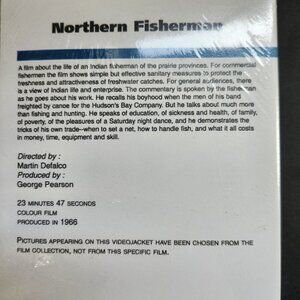 Northern Fisherman
A film about the life of an Indian fisherman of the prairie provinces. For commercial
fishermen the film shows simple but effective sanitary measures to protect the
freshness and attractiveness of freshwater catches. For general audiences, there
is a view of Indian life and enterprise. The commentary is spoken by the fisherman
as he goes about his work. He recalls his boyhood when the men of his band
freighted by canoe for the Hudson's Bay Company. But he talks about much more
than fishing and hunting. He speaks of education, of sickness and health, of family,
of poverty, of the pleasures of a Saturday night dance, and he demonstrates the
tricks of his own trade--when to set a net, how to handle fish, and what it all costs
in money, time, equipment and skill.
Directed by :
Martin Defalco
Produced by :
George Pearson
23 MINUTES 47 SECONDS
COLOUR FILM
PRODUCED IN 1966
PICTURES APPEARING ON THIS VIDEOJACKET HAVE BEEN CHOSEN FROM THE
FILM COLLECTION, NOT FROM THIS SPECIFIC FILM.